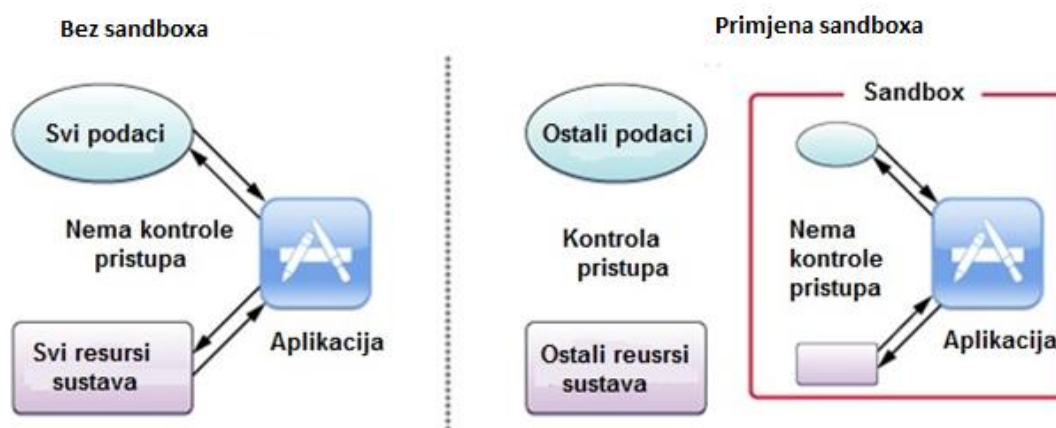 Bez sandboxa
Primjena sandboxa
Svi podaci
Nema kontrole
pristupa
Aplikacija
Svi resursi
sustava
Ostali podaci
Kontrola
pristupa
Ostali reusrsi
sustava
Sandbox
Nema
kontrole
pristupa
Aplikacija